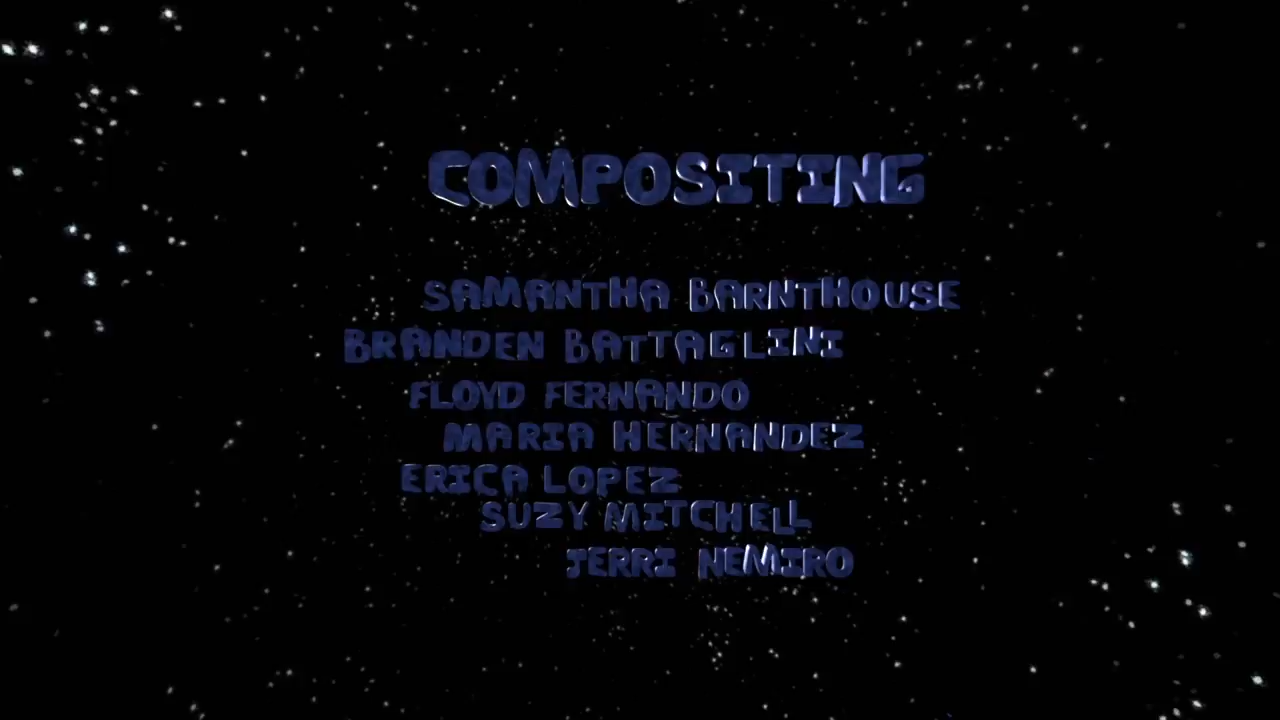 COMPOSITING
SAMANTHA BARNTHOUSE
BRANDEN BATTAGLINI
FLOYD FERNANDO
MARIA HERNANDEZ
ERICA LOPEZ
SUZY MITCHELL
JERRI NEMIRO